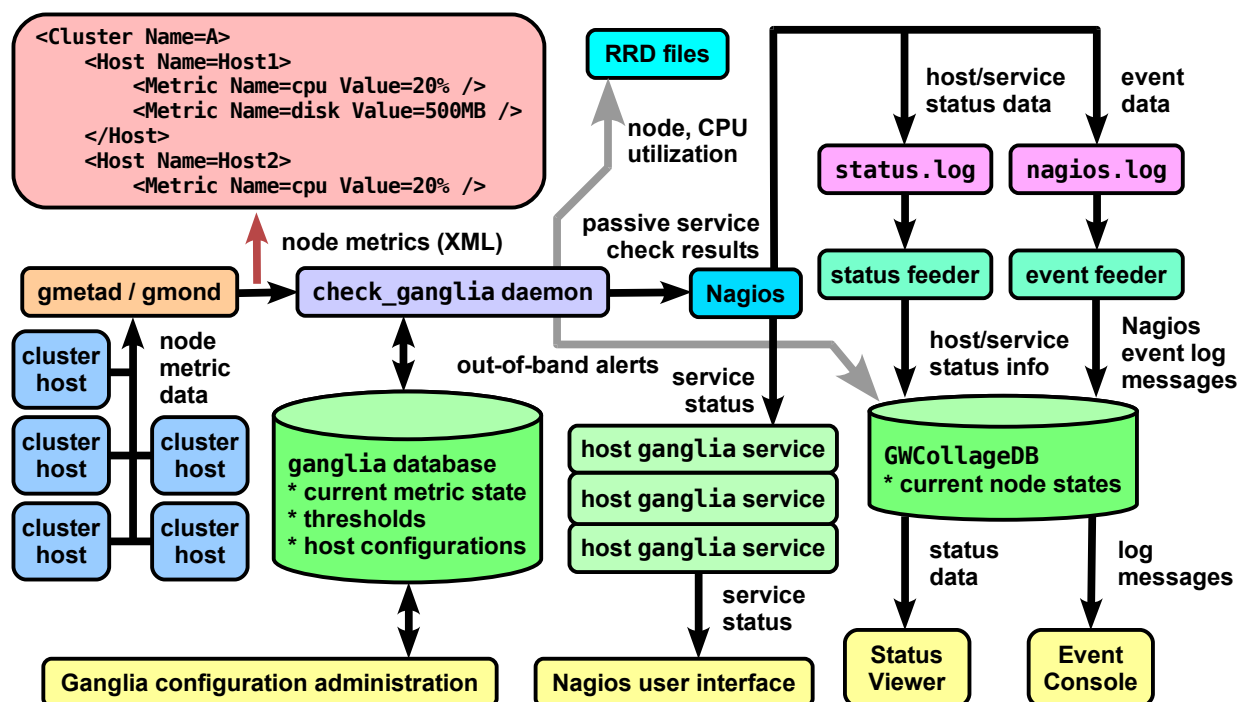 <Cluster Name=A>
<Host Name=Host1>
<Metric Name=cpu Value=20% />
<Metric Name=disk Value=500MB />
</Host>
<Host Name=Host2>
<Metric Name=cpu Value=20% />
RRD files
node, CPU
utilization
host/service
status data
event
data
status.log
nagios.log
node metrics (XML)
passive service
check results
gmetad / gmond
check_ganglia daemon
Nagios
status feeder
event feeder
node
metric
data
out-of-band alerts
service
status
host/service
status info
Nagios
event log
messages
cluster
host
cluster
host
cluster
host
cluster
host
cluster
host
ganglia database
* current metric state
* thresholds
* host configurations
host ganglia service
host ganglia service
host ganglia service
GWCollageDB
* current node states
service
status
status
data
log
messages
Ganglia configuration administration
Nagios user interface
Status
Viewer
Event
Console